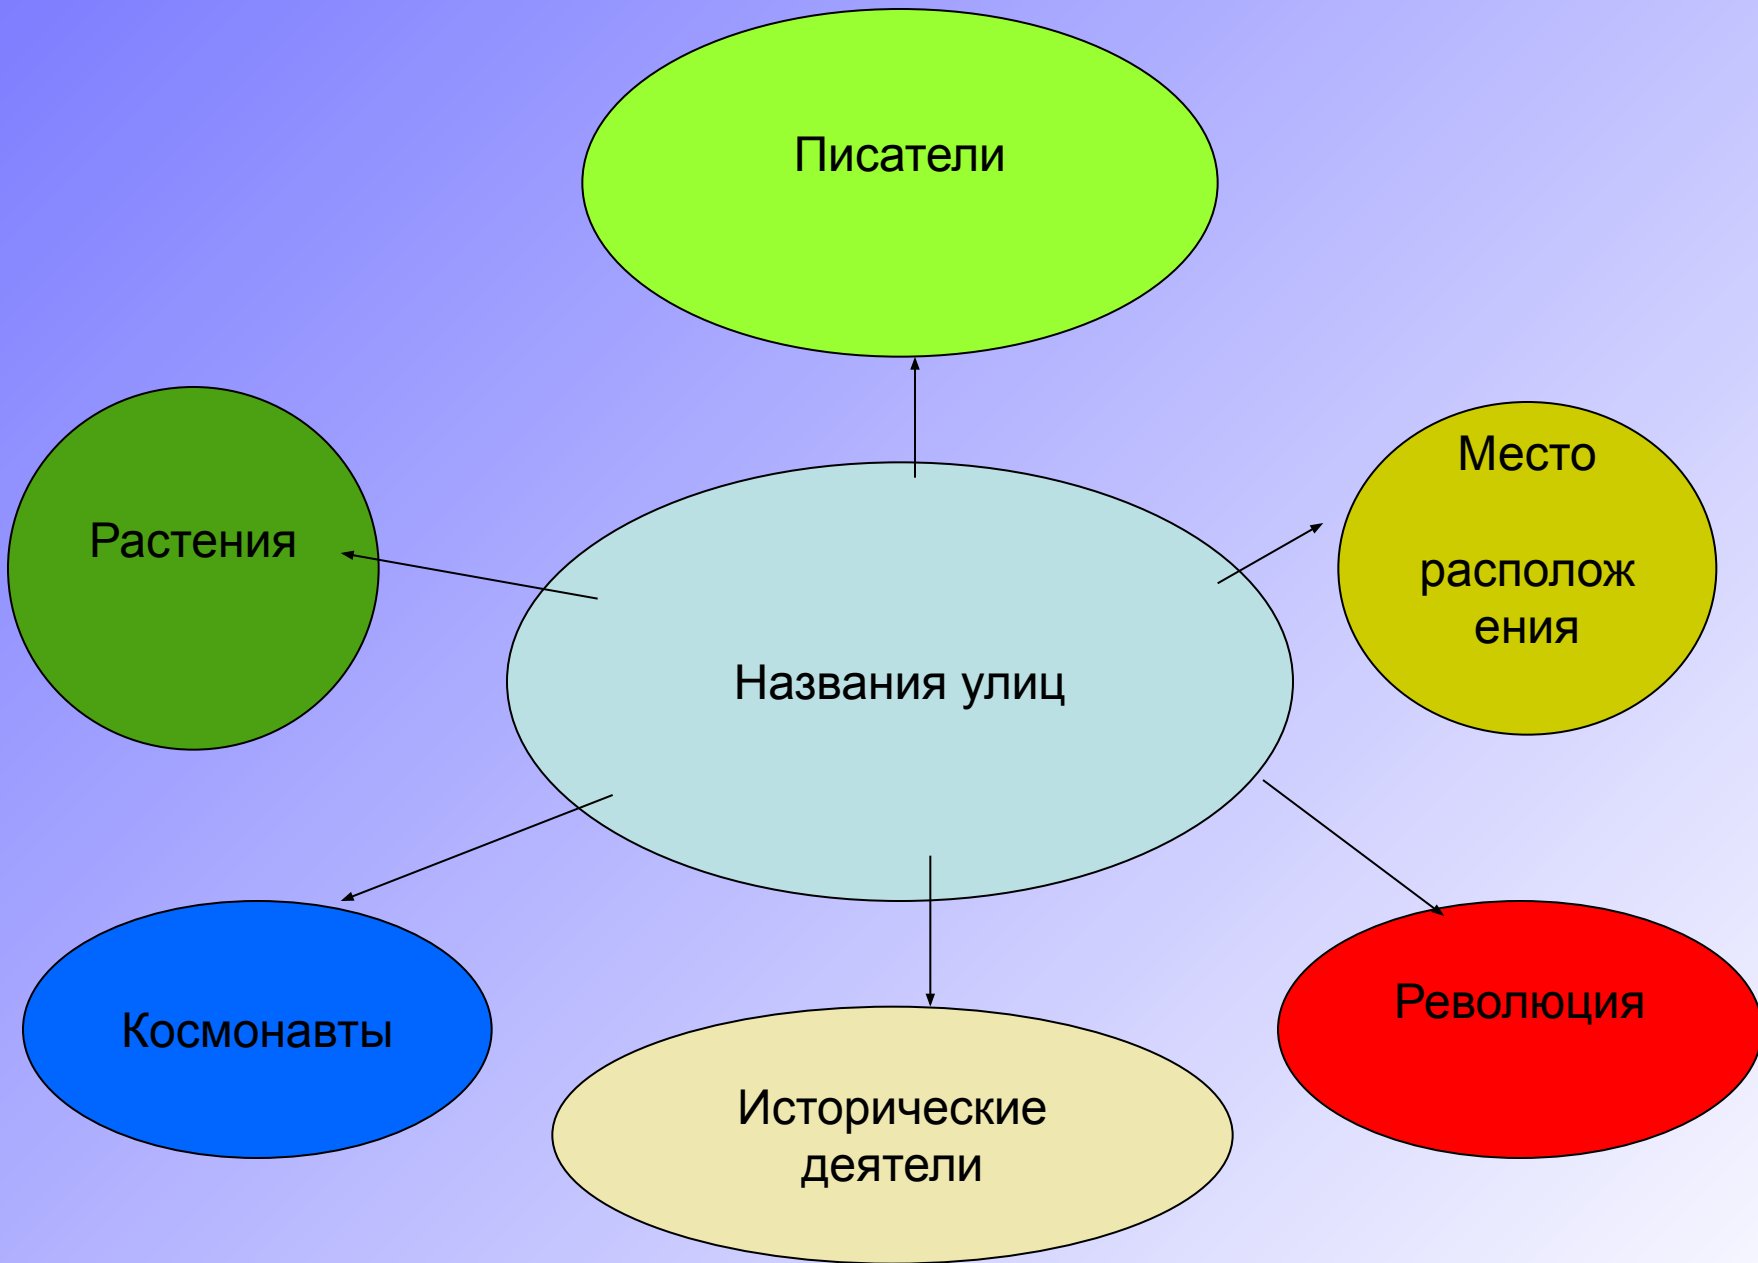 Писатели
Место
располож
ения
Растения
Названия улиц
Космонавты
Революция
Исторические
деятели